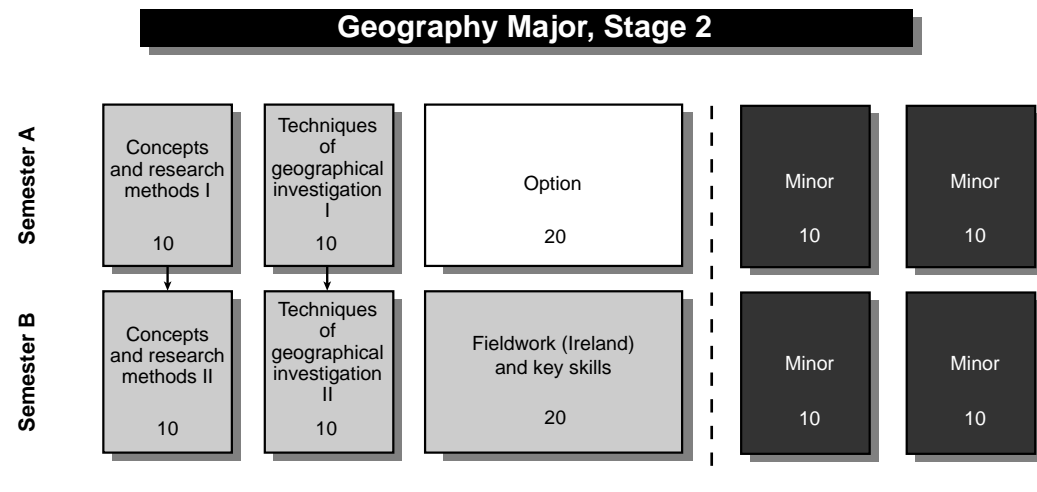 Geography Major, Stage 2
Semester A
Concepts
and research
methods I
10
Techniques
of
geographical
investigation
I
10
Option
20
Minor
10
Minor
10
Semester B
Concepts
and research
methods II
10
Techniques
of
geographical
investigation
II
10
Fieldwork (Ireland)
and key skills
20
Minor
10
Minor
10